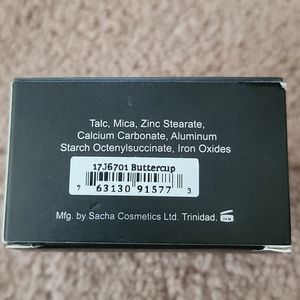 Talc, Mica, Zinc Stearate,
Calcium Carbonate, Aluminum
Starch Octenylsuccinate, Iron Oxides
17J6701 Buttercup
7 63130 91577 3
Mfg. by Sacha Cosmetics Ltd. Trinidad.